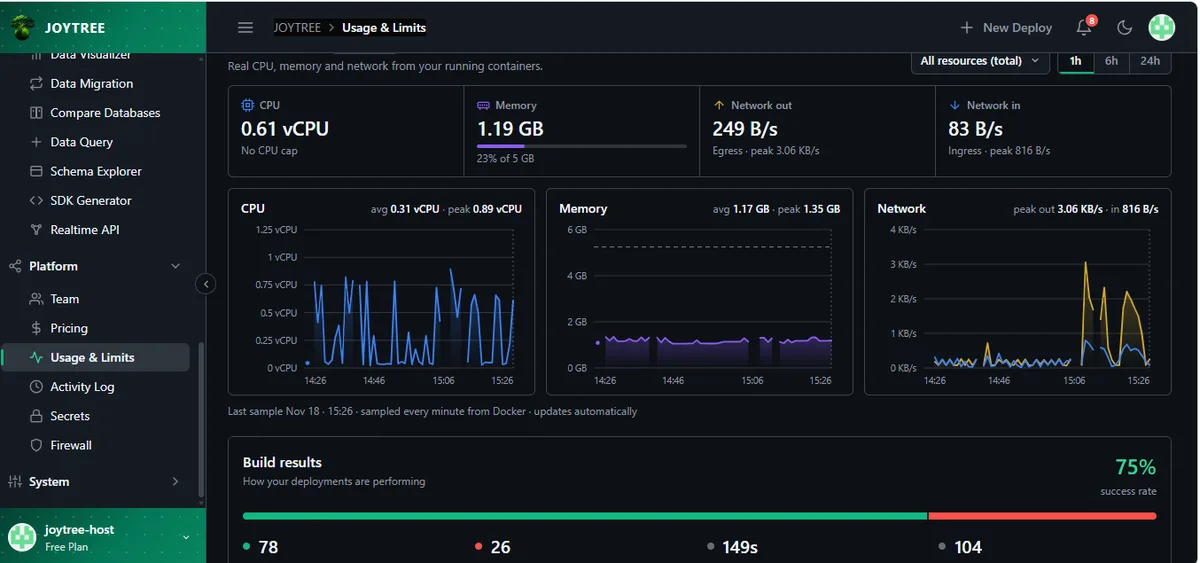 JOYTREE
JOYTREE > Usage & Limits
New Deploy
8
Data Visualizer
Data Migration
Compare Databases
Data Query
Schema Explorer
SDK Generator
Realtime API
Platform
Team
Pricing
Usage & Limits
Activity Log
Secrets
Firewall
System
joytree-host
Free Plan
Real CPU, memory and network from your running containers.
All resources (total)
1h 6h 24h
CPU
0.61 vCPU
No CPU cap
Memory
1.19 GB
23% of 5 GB
Network out
249 B/s
Egress · peak 3.06 KB/s
Network in
83 B/s
Ingress · peak 816 B/s
CPU avg 0.31 vCPU · peak 0.89 vCPU
1.25 vCPU
1 vCPU
0.75 vCPU
0.5 vCPU
0.25 vCPU
0 vCPU
14:26 14:46 15:06 15:26
Memory avg 1.17 GB · peak 1.35 GB
6 GB
4 GB
2 GB
0 GB
14:26 14:46 15:06 15:26
Network peak out 3.06 KB/s · in 816 B/s
4 KB/s
3 KB/s
2 KB/s
1 KB/s
0 KB/s
14:26 14:46 15:06 15:26
Last sample Nov 18 · 15:26 · sampled every minute from Docker · updates automatically
Build results
How your deployments are performing
75%
success rate
78 26 149s 104